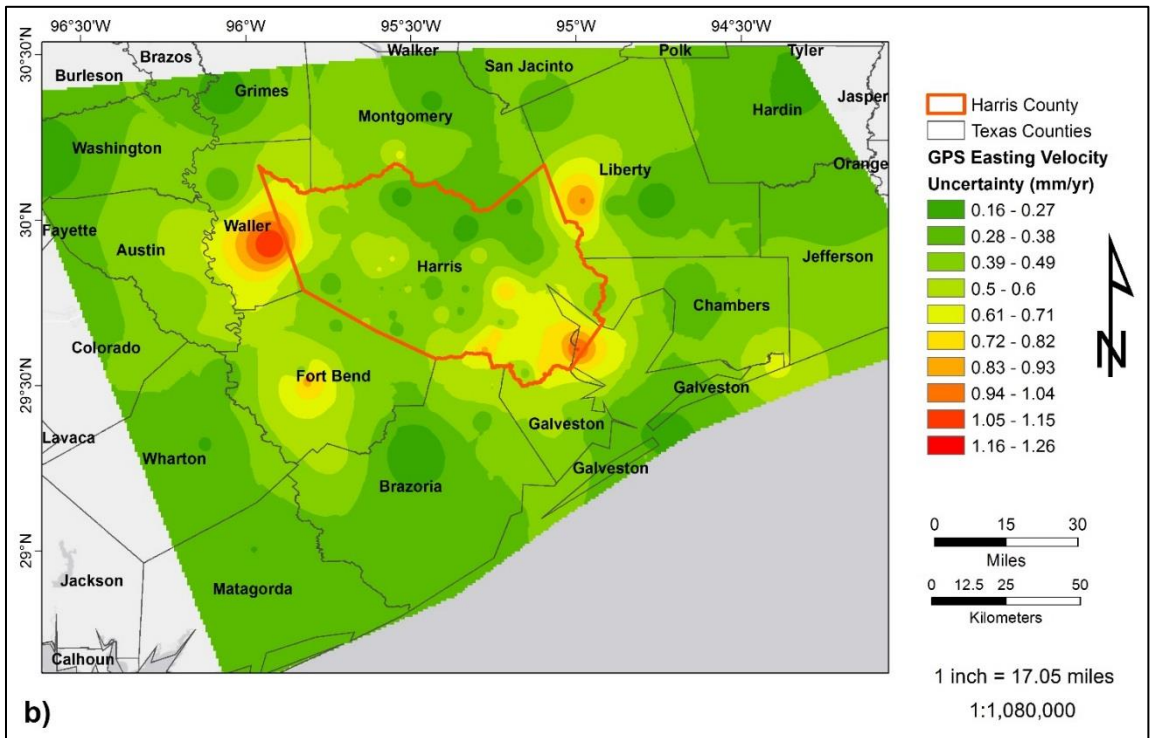 96°30'W 96°W 95°30'W 95°W 94°30'W
30°30'N
30°N
29°30'N
29°N
Brazos
Walker
Polk
Tyler
Burleson
San Jacinto
Grimes
Hardin
Jasper
Montgomery
Washington
Liberty
Orange
Fayette
Waller
Austin
Harris
Jefferson
Chambers
Colorado
Fort Bend
Galveston
Galveston
Lavaca
Wharton
Galveston
Brazoria
Jackson
Matagorda
Calhoun
b)
Harris County
Texas Counties
GPS Easting Velocity
Uncertainty (mm/yr)
0.16 - 0.27
0.28 - 0.38
0.39 - 0.49
0.5 - 0.6
0.61 - 0.71
0.72 - 0.82
0.83 - 0.93
0.94 - 1.04
1.05 - 1.15
1.16 - 1.26
N
0 15 30
Miles
0 12.5 25 50
Kilometers
1 inch = 17.05 miles
1:1,080,000